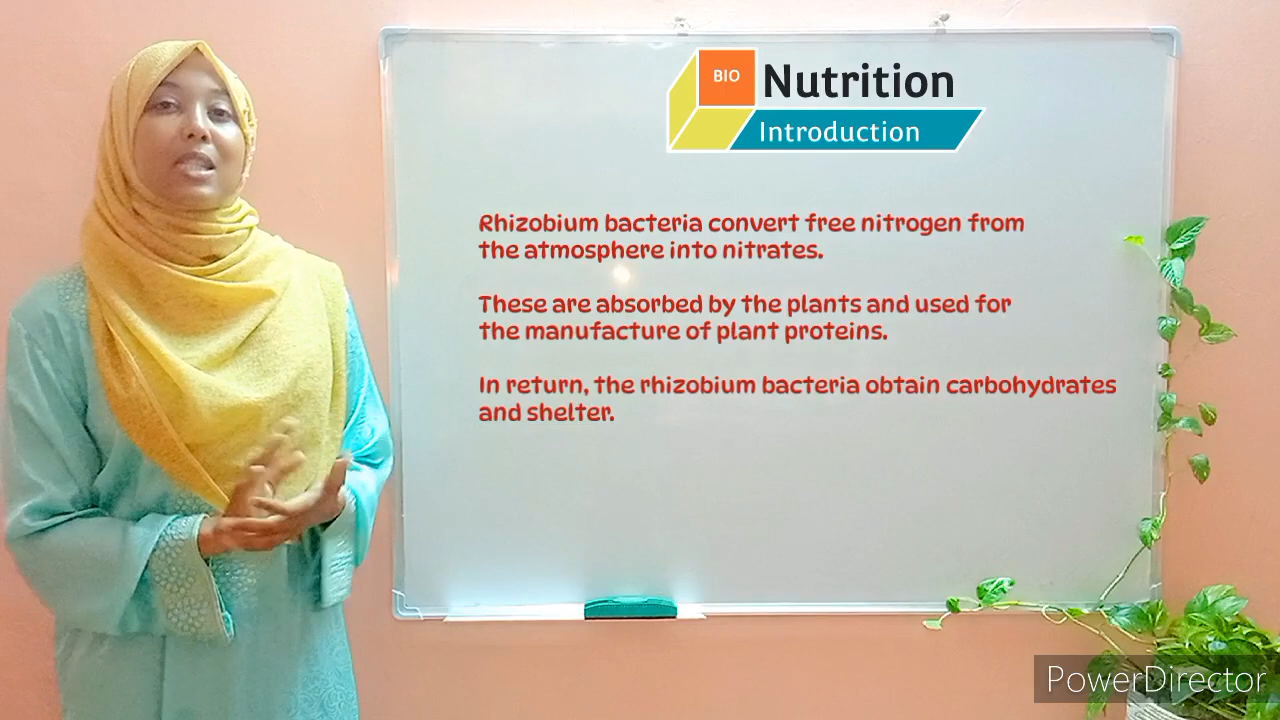 BIO
Nutrition
Introduction
Rhizobium bacteria convert free nitrogen from
the atmosphere into nitrates.
These are absorbed by the plants and used for
the manufacture of plant proteins.
In return, the rhizobium bacteria obtain carbohydrates
and shelter.
PowerDirector